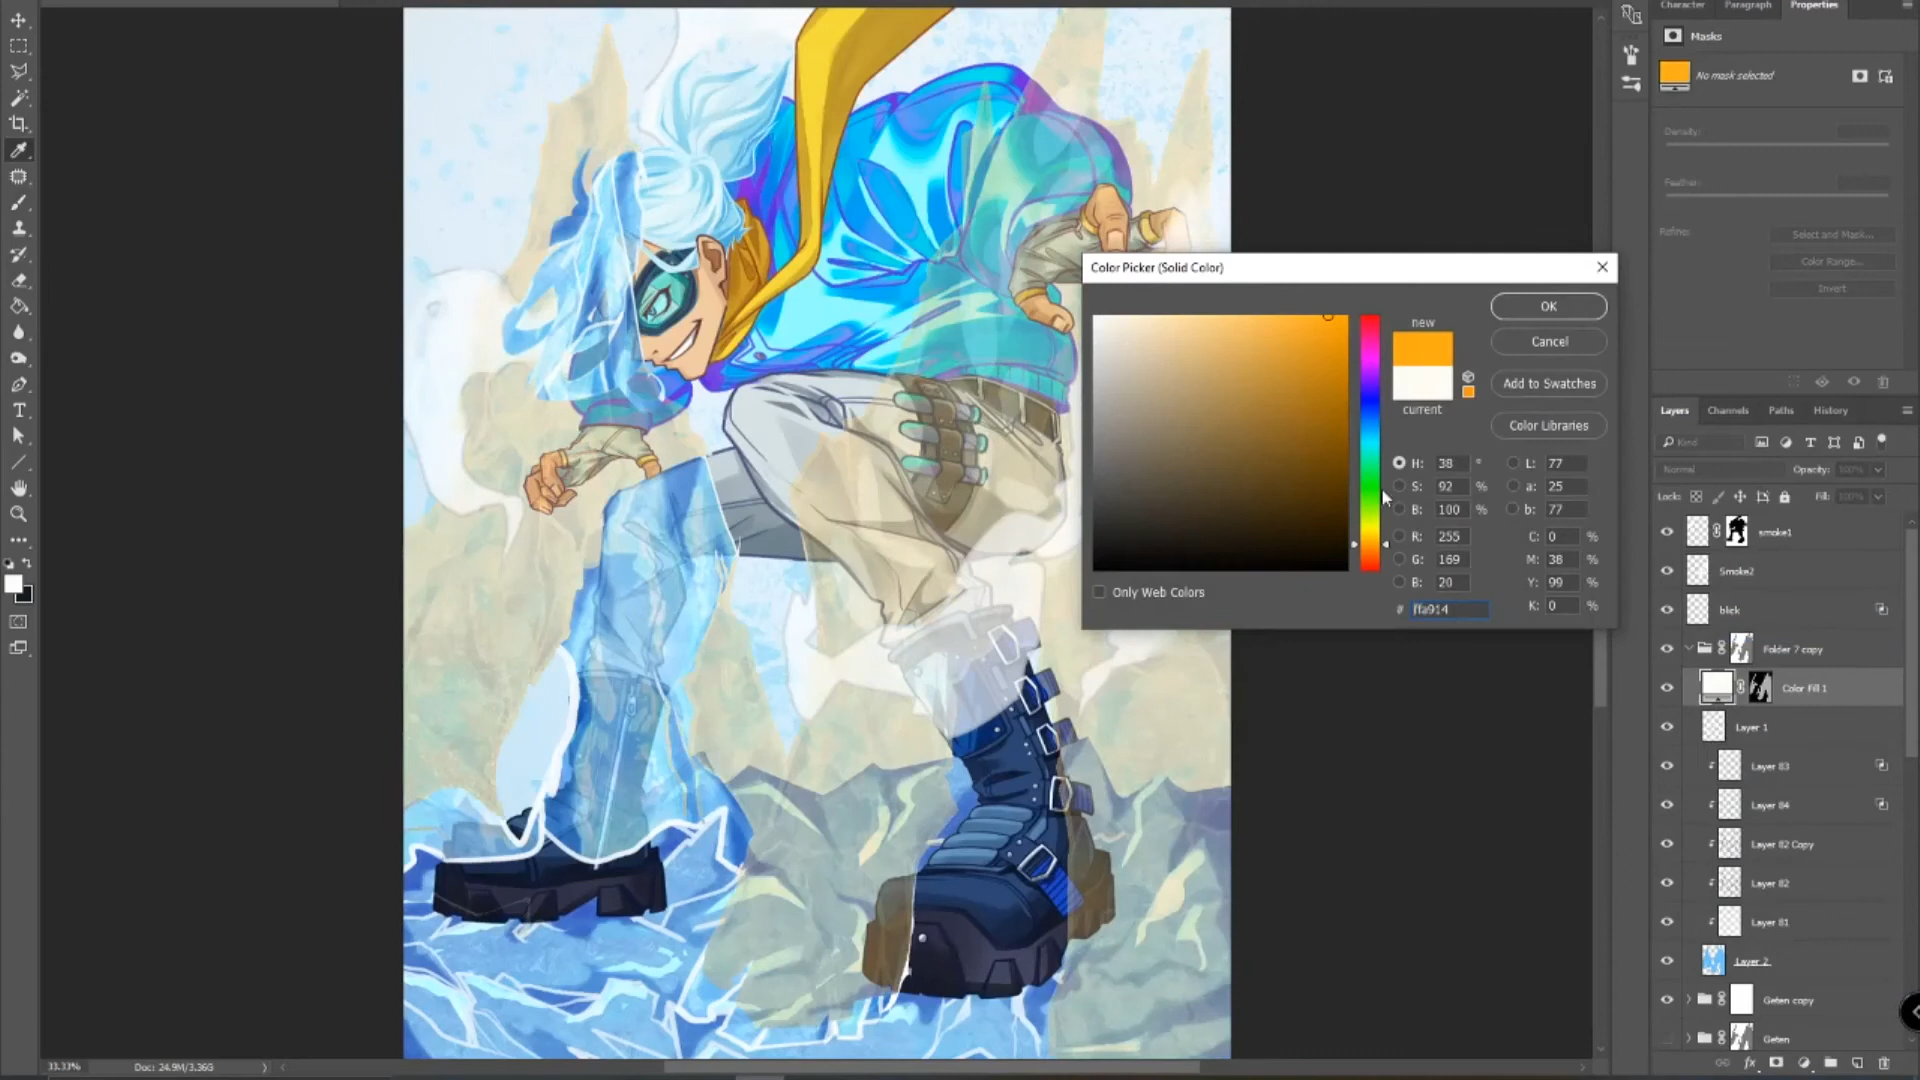 Character Paragraph Properties
Masks
No mask selected
Density:
Feather:
Refine:
Select and Mask...
Color Range...
Invert
Color Picker (Solid Color)
new
current
OK
Cancel
Add to Swatches
Color Libraries
H: 38 °
S: 92 %
B: 100 %
R: 255
G: 169
B: 20
# ffa914
L: 77
a: 25
b: 77
C: 0 %
M: 38 %
Y: 99 %
K: 0 %
Only Web Colors
Layers Channels Paths History
Kind
Normal Opacity: 100%
Lock: Fill: 100%
smoke1
Smoke2
blick
Folder 7 copy
Color Fill 1
Layer 1
Layer 83
Layer 84
Layer 82 Copy
Layer 82
Layer 81
Layer 2
Geten copy
Geten
33.33% Doc: 24.9M/3.36G